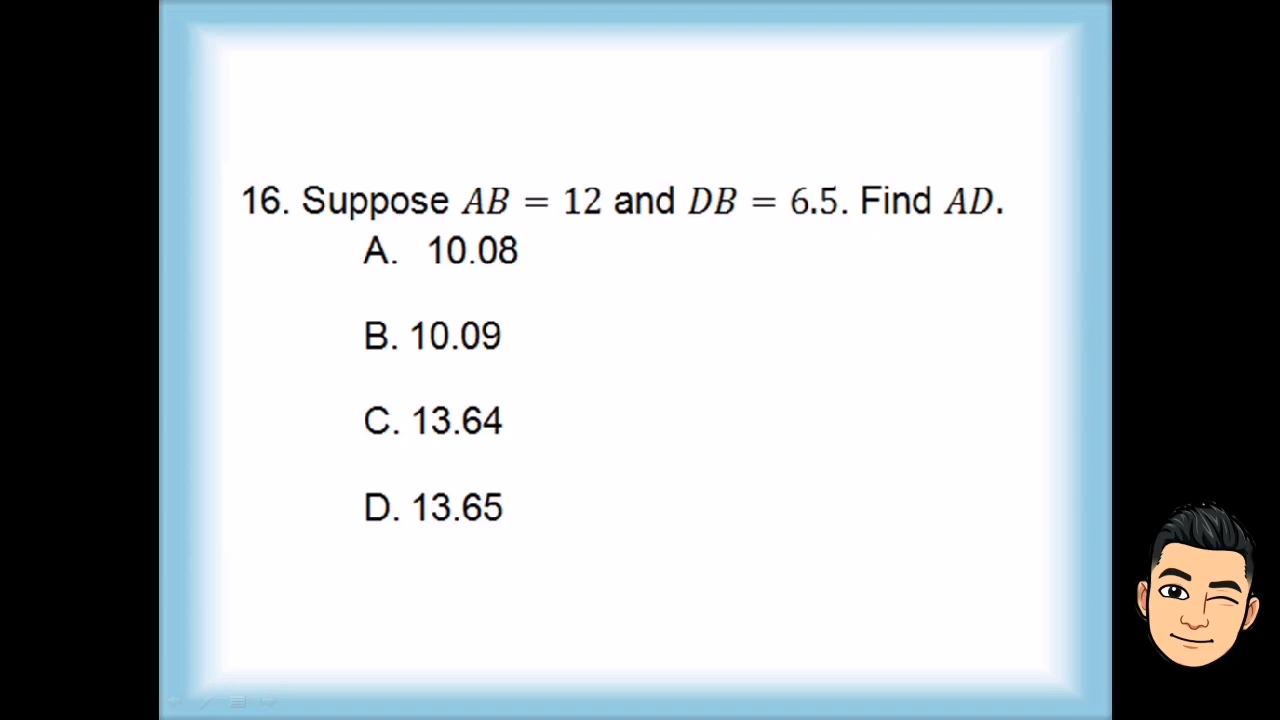 16. Suppose AB = 12 and DB = 6.5. Find AD.
A. 10.08
B. 10.09
C. 13.64
D. 13.65